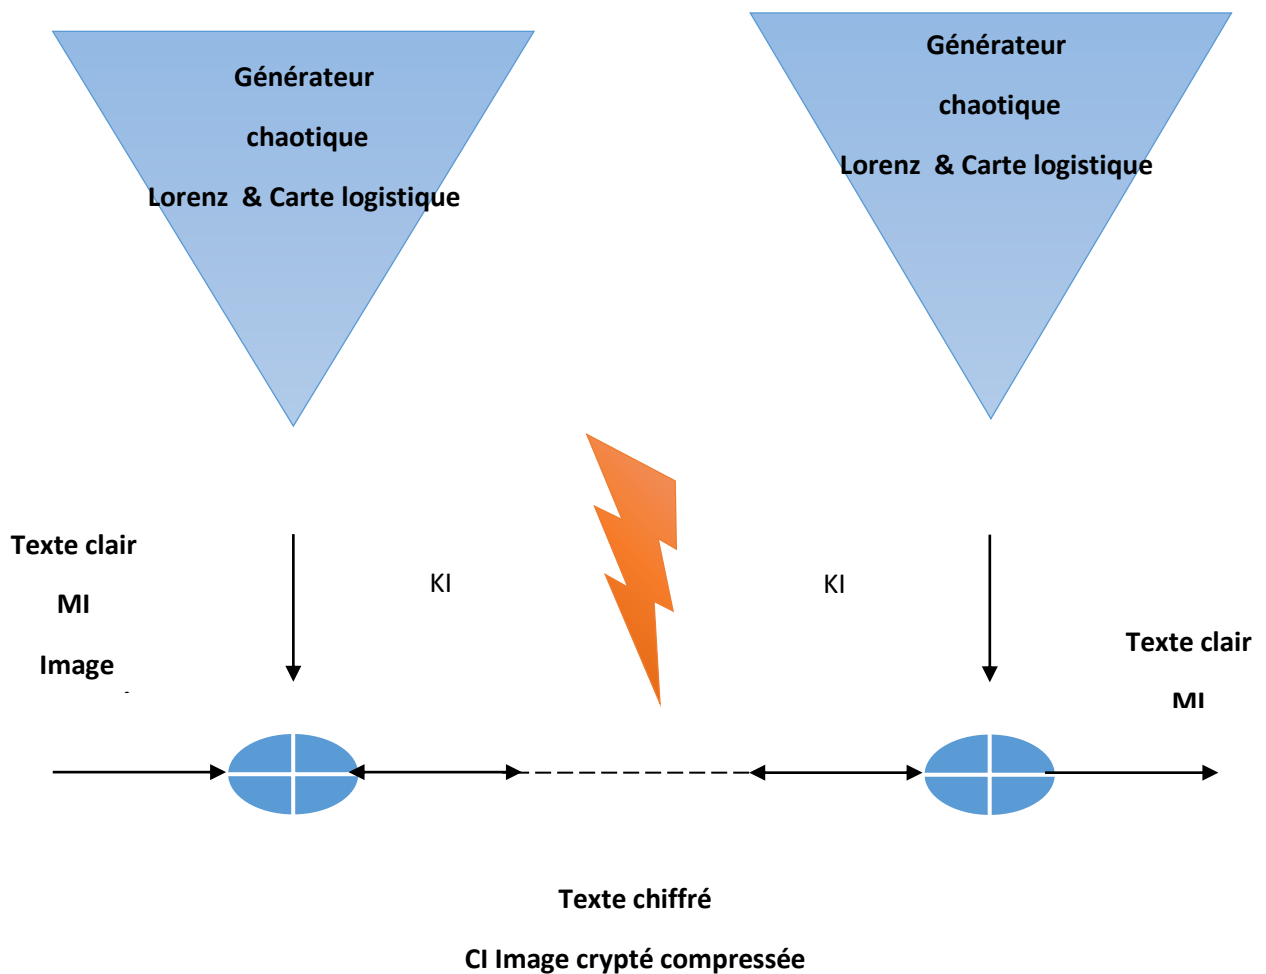 Générateur
chaotique
Lorenz & Carte logistique
Générateur
chaotique
Lorenz & Carte logistique
Texte clair
MI
Image
KI
KI
Texte clair
MI
Texte chiffré
CI Image crypté compressée